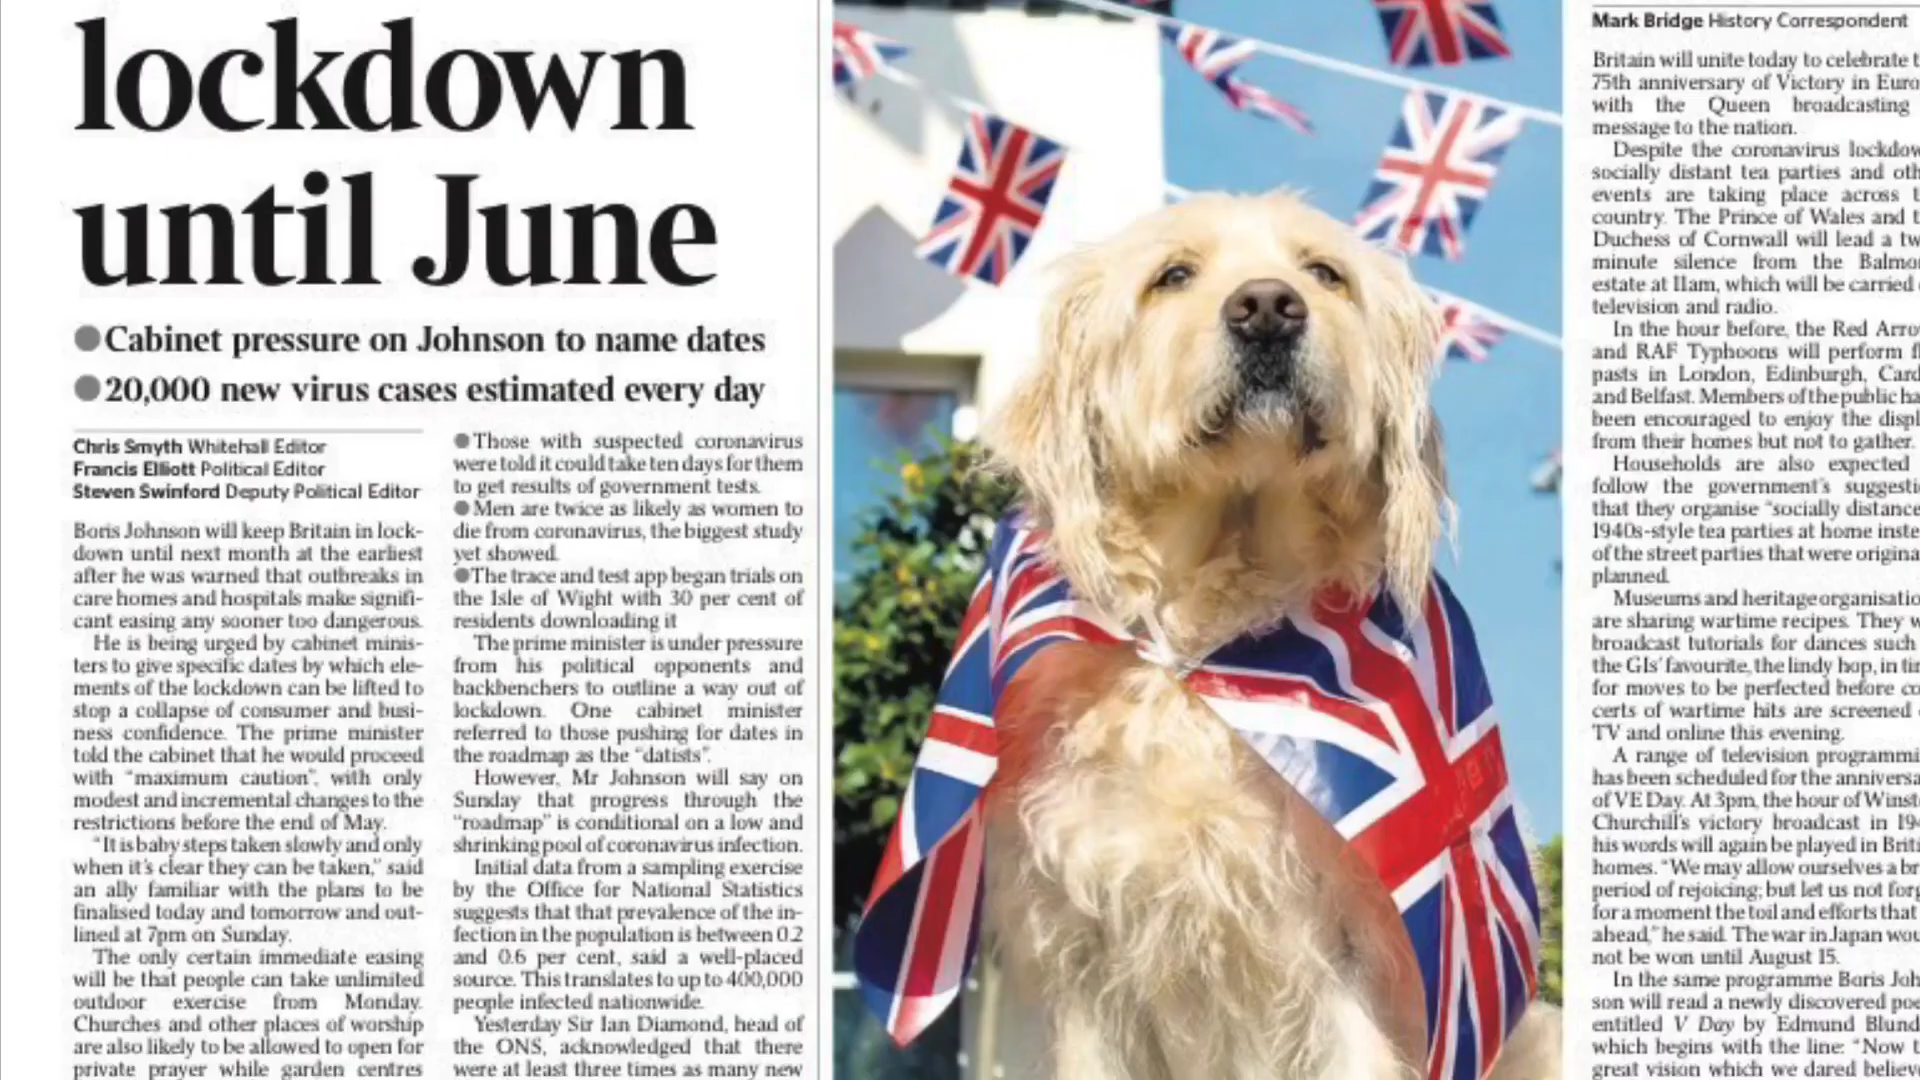 lockdown
until June
●Cabinet pressure on Johnson to name dates
●20,000 new virus cases estimated every day
Chris Smyth Whitehall Editor
Francis Elliott Political Editor
Steven Swinford Deputy Political Editor
Boris Johnson will keep Britain in lock-
down until next month at the earliest
after he was warned that outbreaks in
care homes and hospitals make signifi-
cant easing any sooner too dangerous.
He is being urged by cabinet minis-
ters to give specific dates by which ele-
ments of the lockdown can be lifted to
stop a collapse of consumer and busi-
ness confidence. The prime minister
told the cabinet that he would proceed
with “maximum caution”, with only
modest and incremental changes to the
restrictions before the end of May.
“It is baby steps taken slowly and only
when it’s clear they can be taken,” said
an ally familiar with the plans to be
finalised today and tomorrow and out-
lined at 7pm on Sunday.
The only certain immediate easing
will be that people can take unlimited
outdoor exercise from Monday.
Churches and other places of worship
are also likely to be allowed to open for
private prayer while garden centres
●Those with suspected coronavirus
were told it could take ten days for them
to get results of government tests.
●Men are twice as likely as women to
die from coronavirus, the biggest study
yet showed.
●The trace and test app began trials on
the Isle of Wight with 30 per cent of
residents downloading it
The prime minister is under pressure
from his political opponents and
backbenchers to outline a way out of
lockdown. One cabinet minister
referred to those pushing for dates in
the roadmap as the “datists”.
However, Mr Johnson will say on
Sunday that progress through the
“roadmap” is conditional on a low and
shrinking pool of coronavirus infection.
Initial data from a sampling exercise
by the Office for National Statistics
suggests that that prevalence of the in-
fection in the population is between 0.2
and 0.6 per cent, said a well-placed
source. This translates to up to 400,000
people infected nationwide.
Yesterday Sir Ian Diamond, head of
the ONS, acknowledged that there
were at least three times as many new
Mark Bridge History Correspondent
Britain will unite today to celebrate t
75th anniversary of Victory in Euro
with the Queen broadcasting
message to the nation.
Despite the coronavirus lockdow
socially distant tea parties and oth
events are taking place across t
country. The Prince of Wales and t
Duchess of Cornwall will lead a tw
minute silence from the Balmor
estate at 11am, which will be carried
television and radio.
In the hour before, the Red Arrow
and RAF Typhoons will perform fl
pasts in London, Edinburgh, Card
and Belfast. Members of the public ha
been encouraged to enjoy the displ
from their homes but not to gather.
Households are also expected
follow the government’s suggestio
that they organise “socially distance
1940s-style tea parties at home inste
of the street parties that were origina
planned.
Museums and heritage organisatio
are sharing wartime recipes. They w
broadcast tutorials for dances such
the GIs’ favourite, the lindy hop, in tim
for moves to be perfected before co
certs of wartime hits are screened
TV and online this evening.
A range of television programmi
has been scheduled for the anniversa
of VE Day. At 3pm, the hour of Winst
Churchill’s victory broadcast in 194
his words will again be played in Briti
homes. “We may allow ourselves a br
period of rejoicing; but let us not forg
for a moment the toil and efforts that
ahead,” he said. The war in Japan wou
not be won until August 15.
In the same programme Boris Joh
son will read a newly discovered poe
entitled V Day by Edmund Blund
which begins with the line: “Now t
great vision which we dared believe